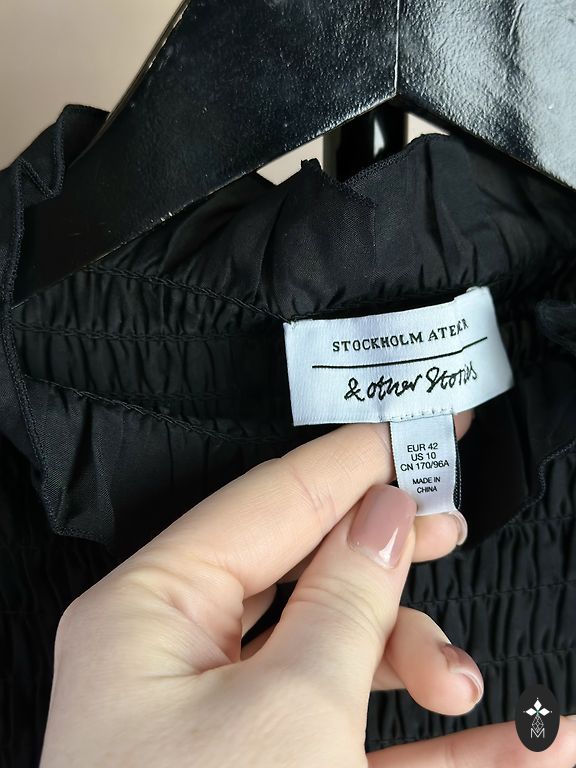 STOCKHOLM ATELIER
& other Stories
EUR 42
US 10
CN 170/96A
MADE IN
CHINA